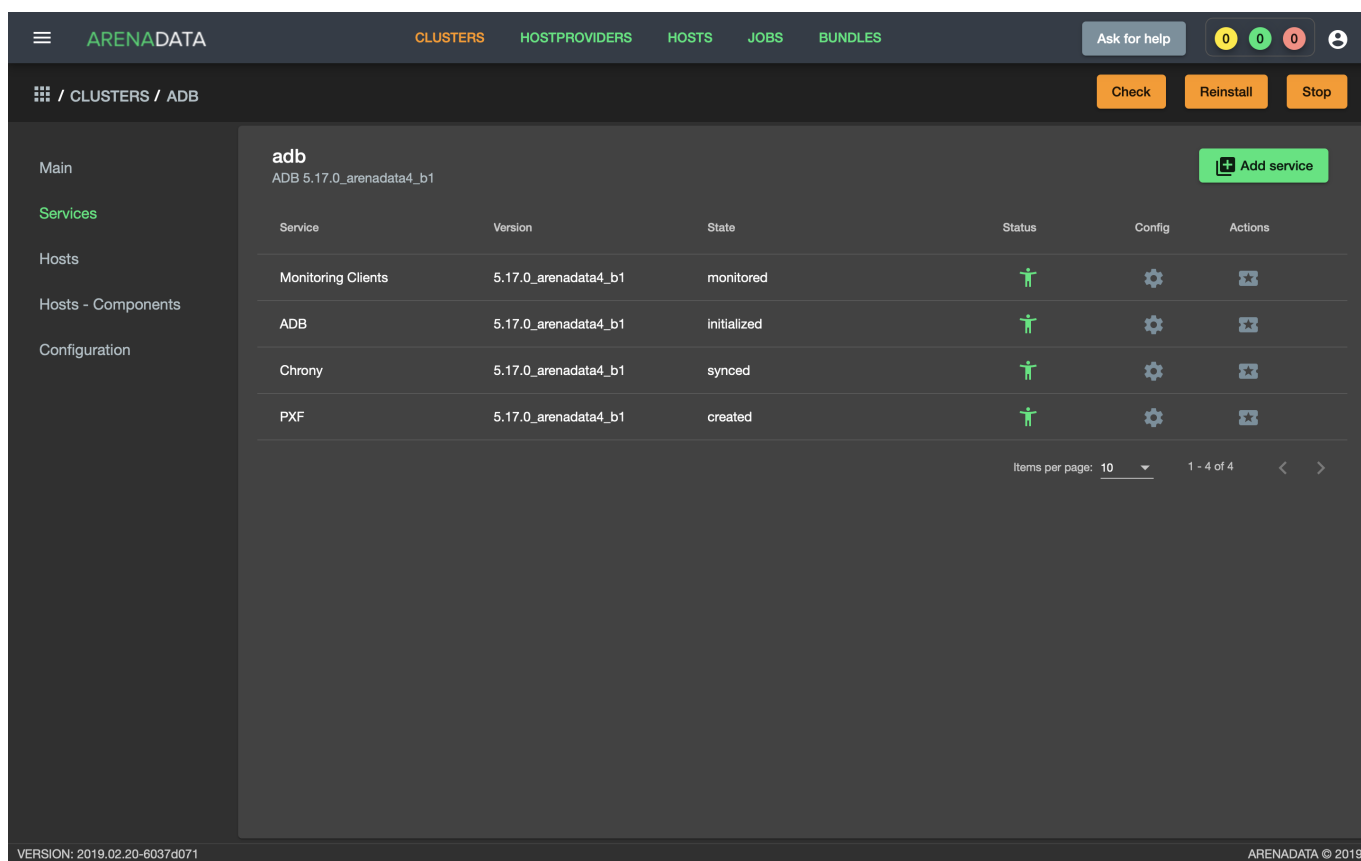 ARENADATA CLUSTERS HOSTPROVIDERS HOSTS JOBS BUNDLES Ask for help 0 0 0
/ CLUSTERS / ADB Check Reinstall Stop
Main
Services
Hosts
Hosts - Components
Configuration
adb
ADB 5.17.0_arenadata4_b1
Add service
Service Version State Status Config Actions
Monitoring Clients 5.17.0_arenadata4_b1 monitored
ADB 5.17.0_arenadata4_b1 initialized
Chrony 5.17.0_arenadata4_b1 synced
PXF 5.17.0_arenadata4_b1 created
Items per page: 10 1 - 4 of 4
VERSION: 2019.02.20-6037d071 ARENADATA © 2019